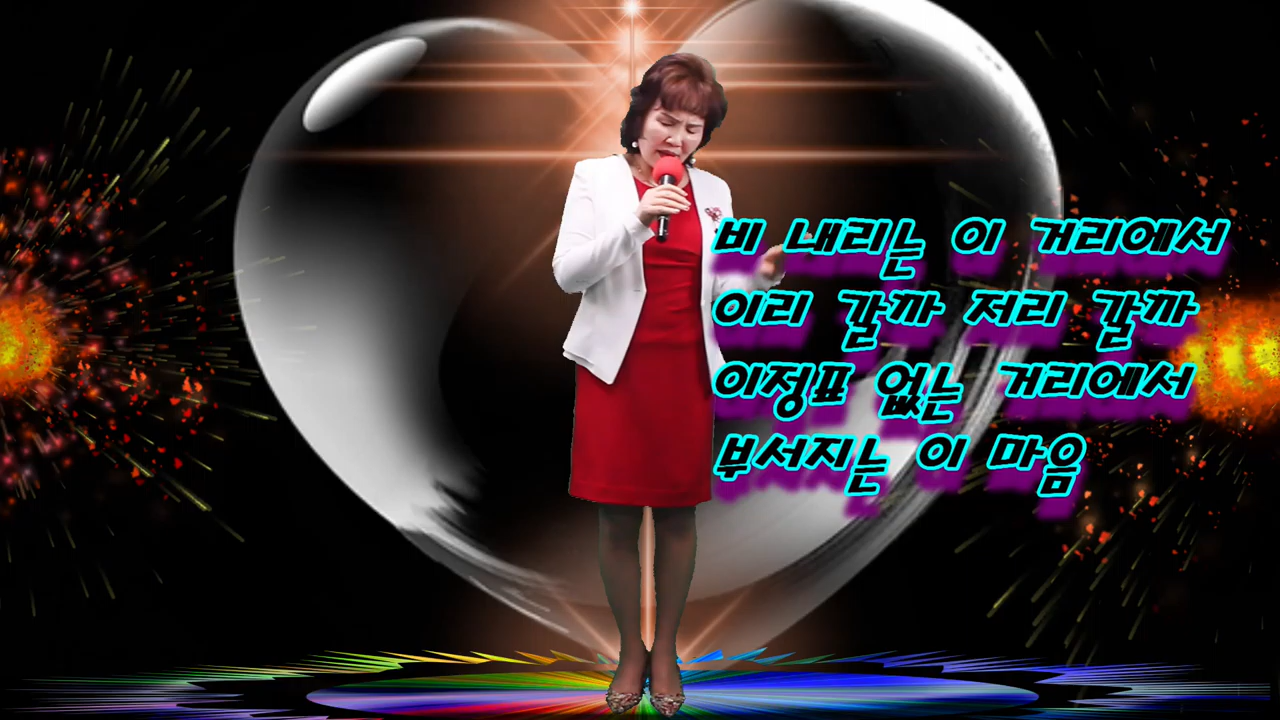 비 내리는 이 거리에서
이리 갈까 저리 갈까
이정표 없는 거리에서
부서지는 이 마음